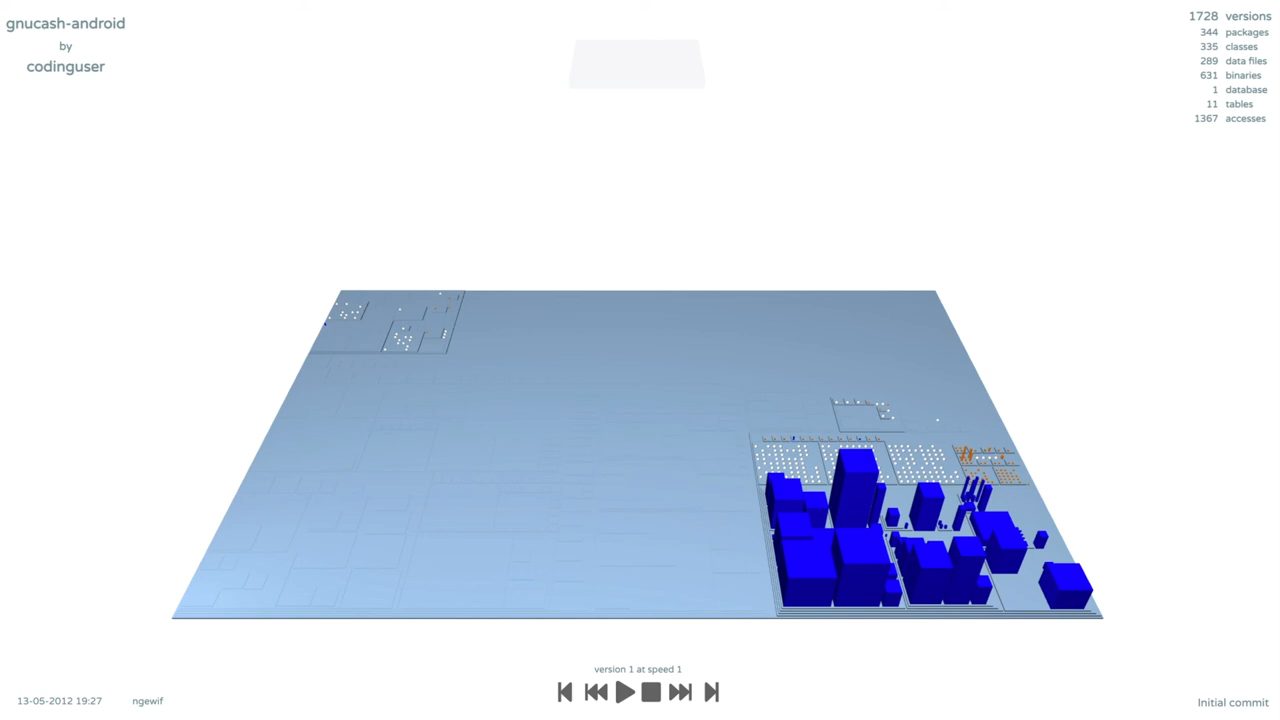 gnucash-android
by
codinguser
1728 versions
344 packages
335 classes
289 data files
631 binaries
1 database
11 tables
1367 accesses
version 1 at speed 1
13-05-2012 19:27 ngewif
Initial commit